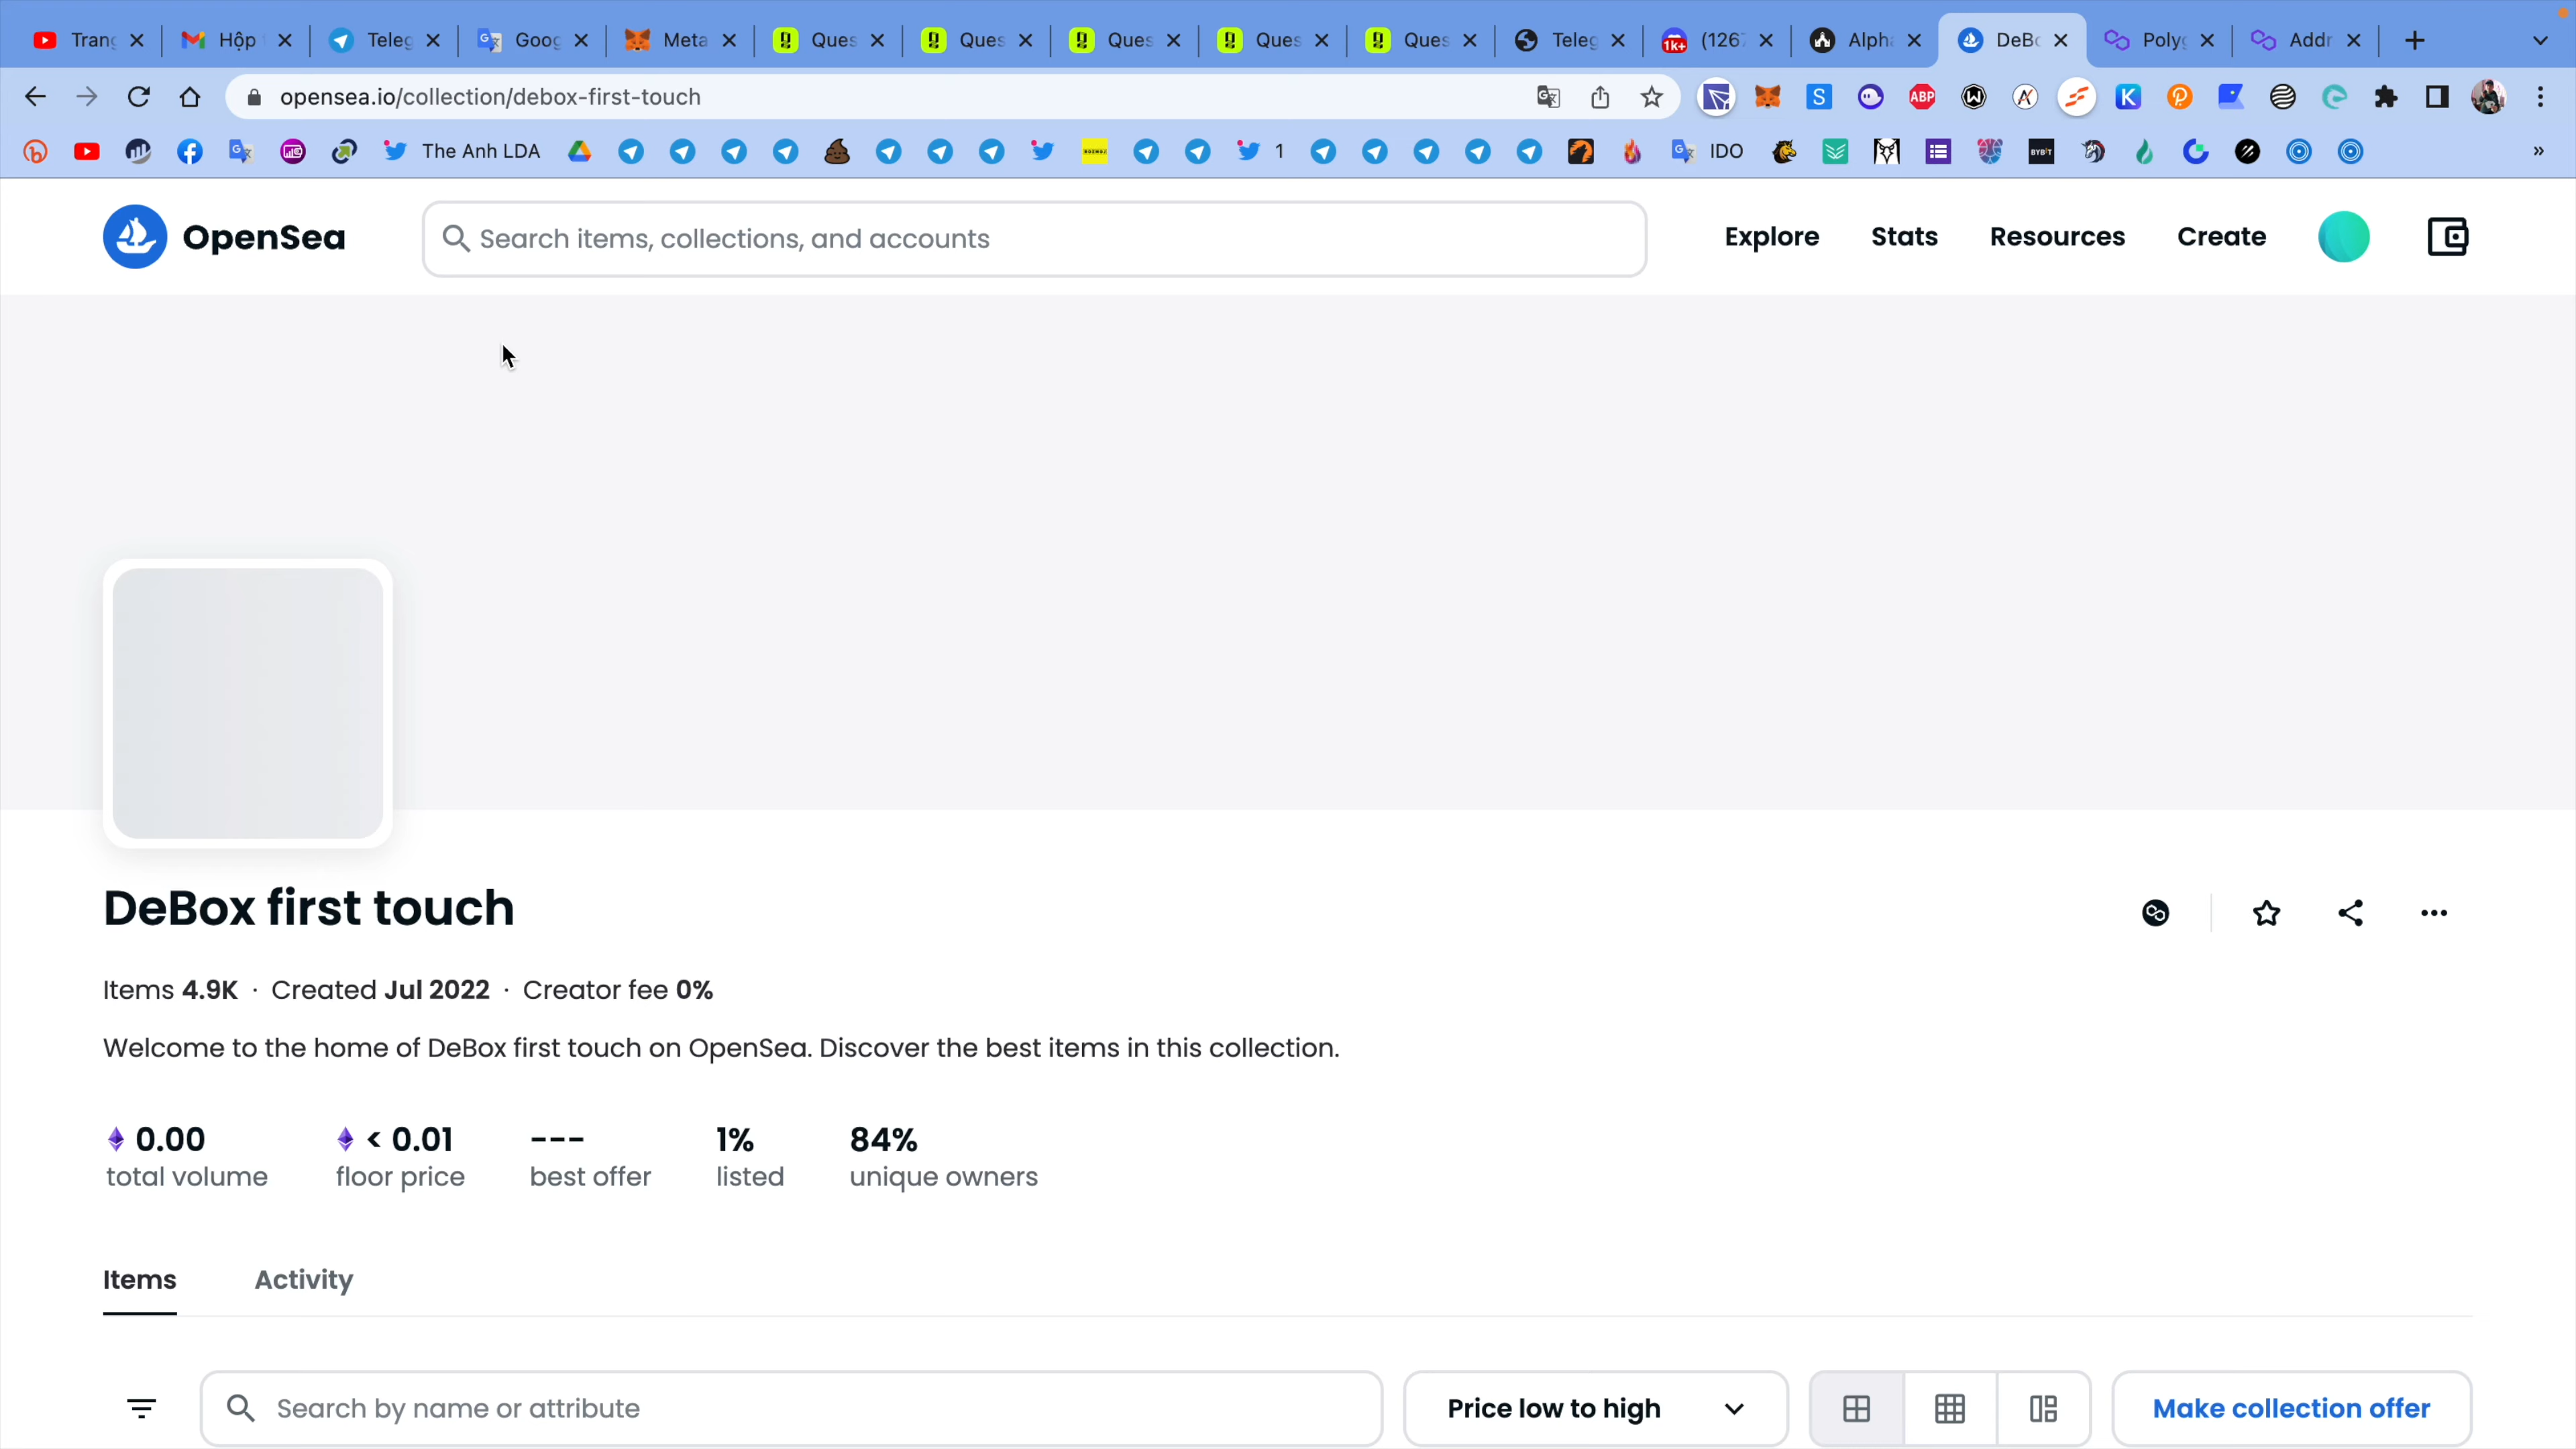 Trang Hộp Teleg Goog Meta Ques Ques Ques Ques Ques Teleg (126 Alph DeBo Polyg Addr
opensea.io/collection/debox-first-touch
The Anh LDA 1 IDO
OpenSea Search items, collections, and accounts Explore Stats Resources Create
DeBox first touch
Items 4.9K · Created Jul 2022 · Creator fee 0%
Welcome to the home of DeBox first touch on OpenSea. Discover the best items in this collection.
0.00 < 0.01 --- 1% 84%
total volume floor price best offer listed unique owners
Items Activity
Search by name or attribute Price low to high Make collection offer